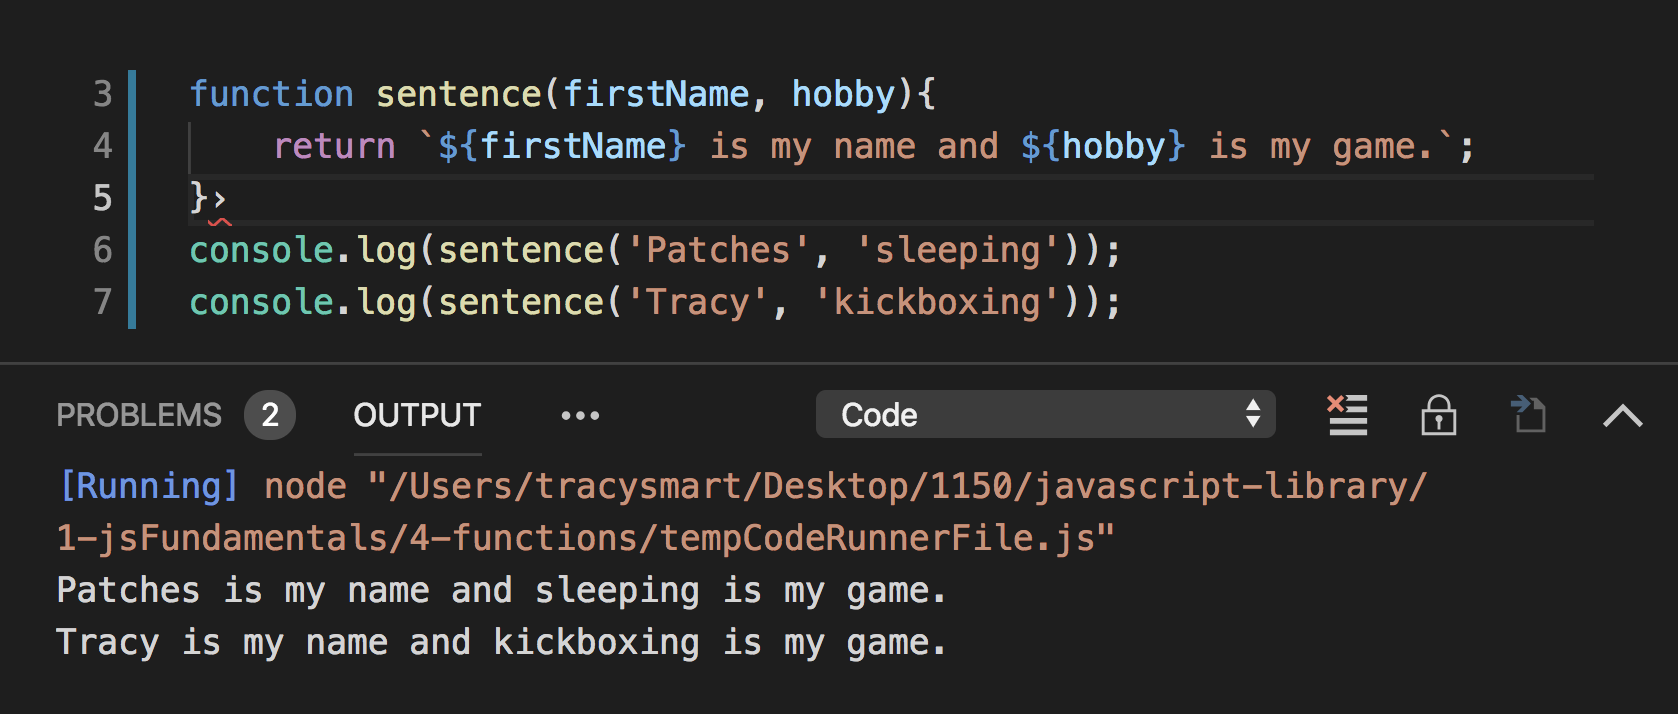 3 function sentence(firstName, hobby){
4 return `${firstName} is my name and ${hobby} is my game.`;
5 }›
6 console.log(sentence('Patches', 'sleeping'));
7 console.log(sentence('Tracy', 'kickboxing'));
PROBLEMS 2 OUTPUT ••• Code
[Running] node "/Users/tracysmart/Desktop/1150/javascript-library/
1-jsFundamentals/4-functions/tempCodeRunnerFile.js"
Patches is my name and sleeping is my game.
Tracy is my name and kickboxing is my game.